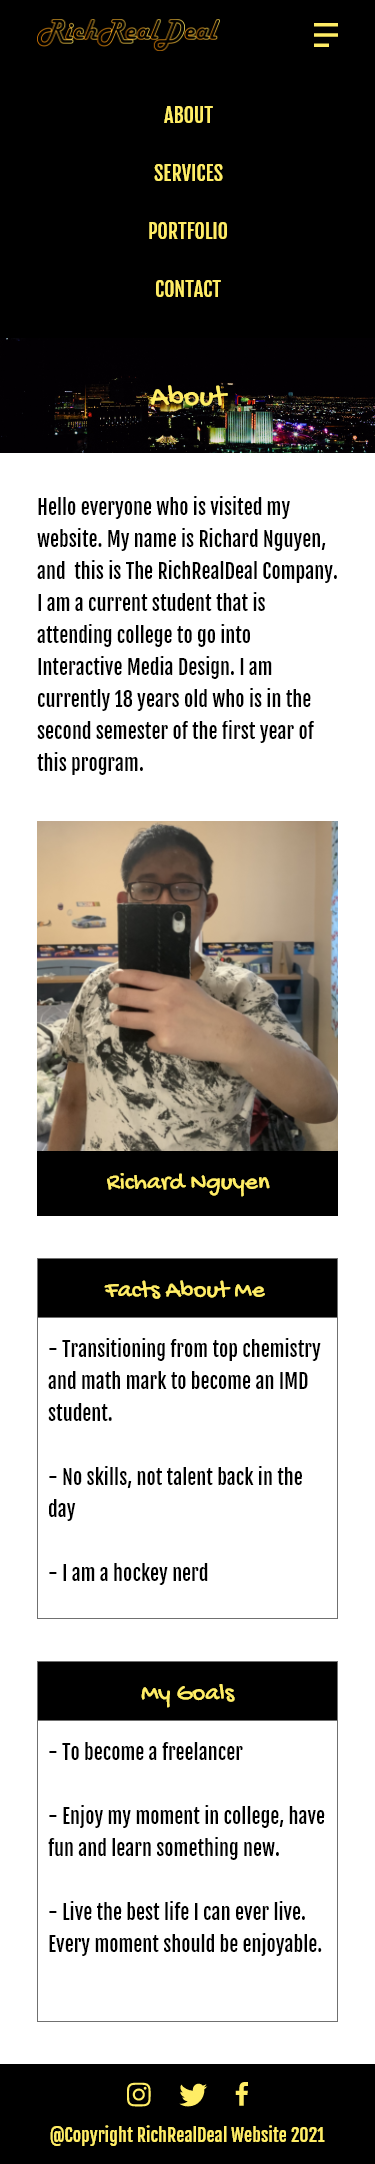 RichRealDeal
ABOUT
SERVICES
PORTFOLIO
CONTACT
About
Hello everyone who is visited my
website. My name is Richard Nguyen,
and  this is The RichRealDeal Company.
I am a current student that is
attending college to go into
Interactive Media Design. I am
currently 18 years old who is in the
second semester of the first year of
this program.
Richard Nguyen
Facts About Me
- Transitioning from top chemistry
and math mark to become an IMD
student.
- No skills, not talent back in the
day
- I am a hockey nerd
My Goals
- To become a freelancer
- Enjoy my moment in college, have
fun and learn something new.
- Live the best life I can ever live.
Every moment should be enjoyable.
@Copyright RichRealDeal Website 2021